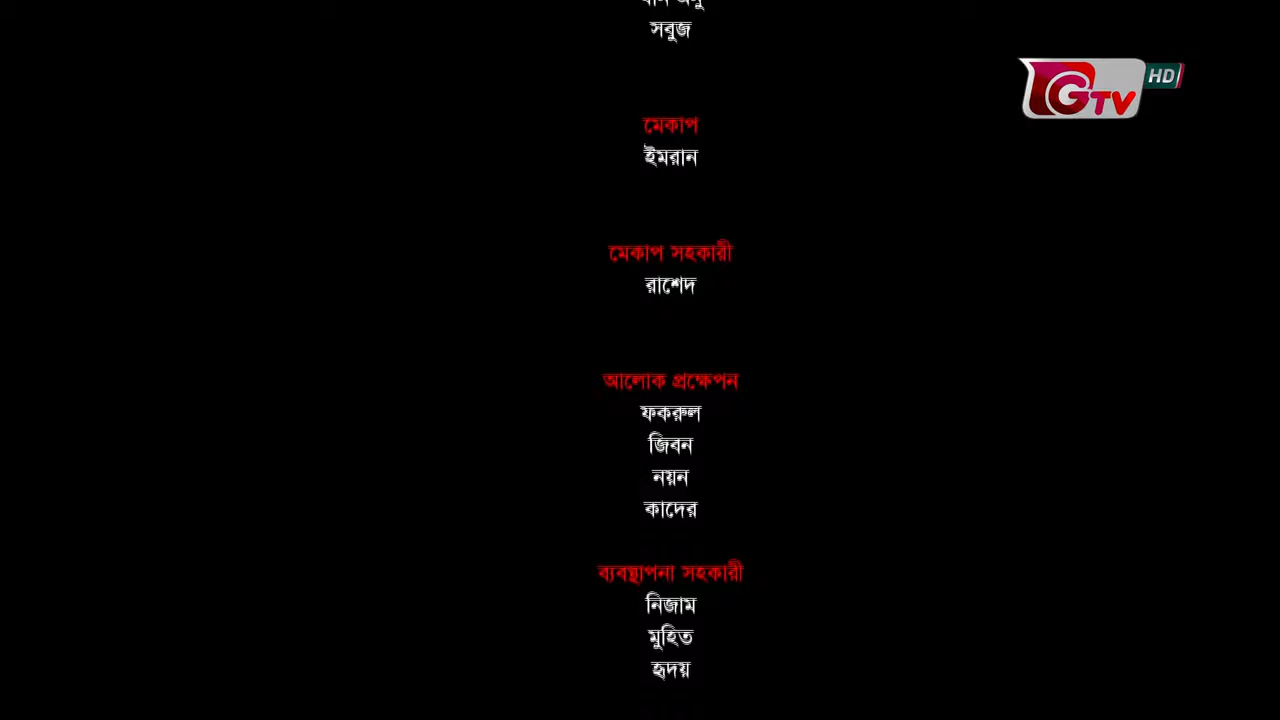 সবুজ
GTV HD
মেকাপ
ইমরান
মেকাপ সহকারী
রাশেদ
আলোক প্রক্ষেপন
ফকরুল
জিবন
নয়ন
কাদের
ব্যবস্থাপনা সহকারী
নিজাম
মুহিত
হৃদয়